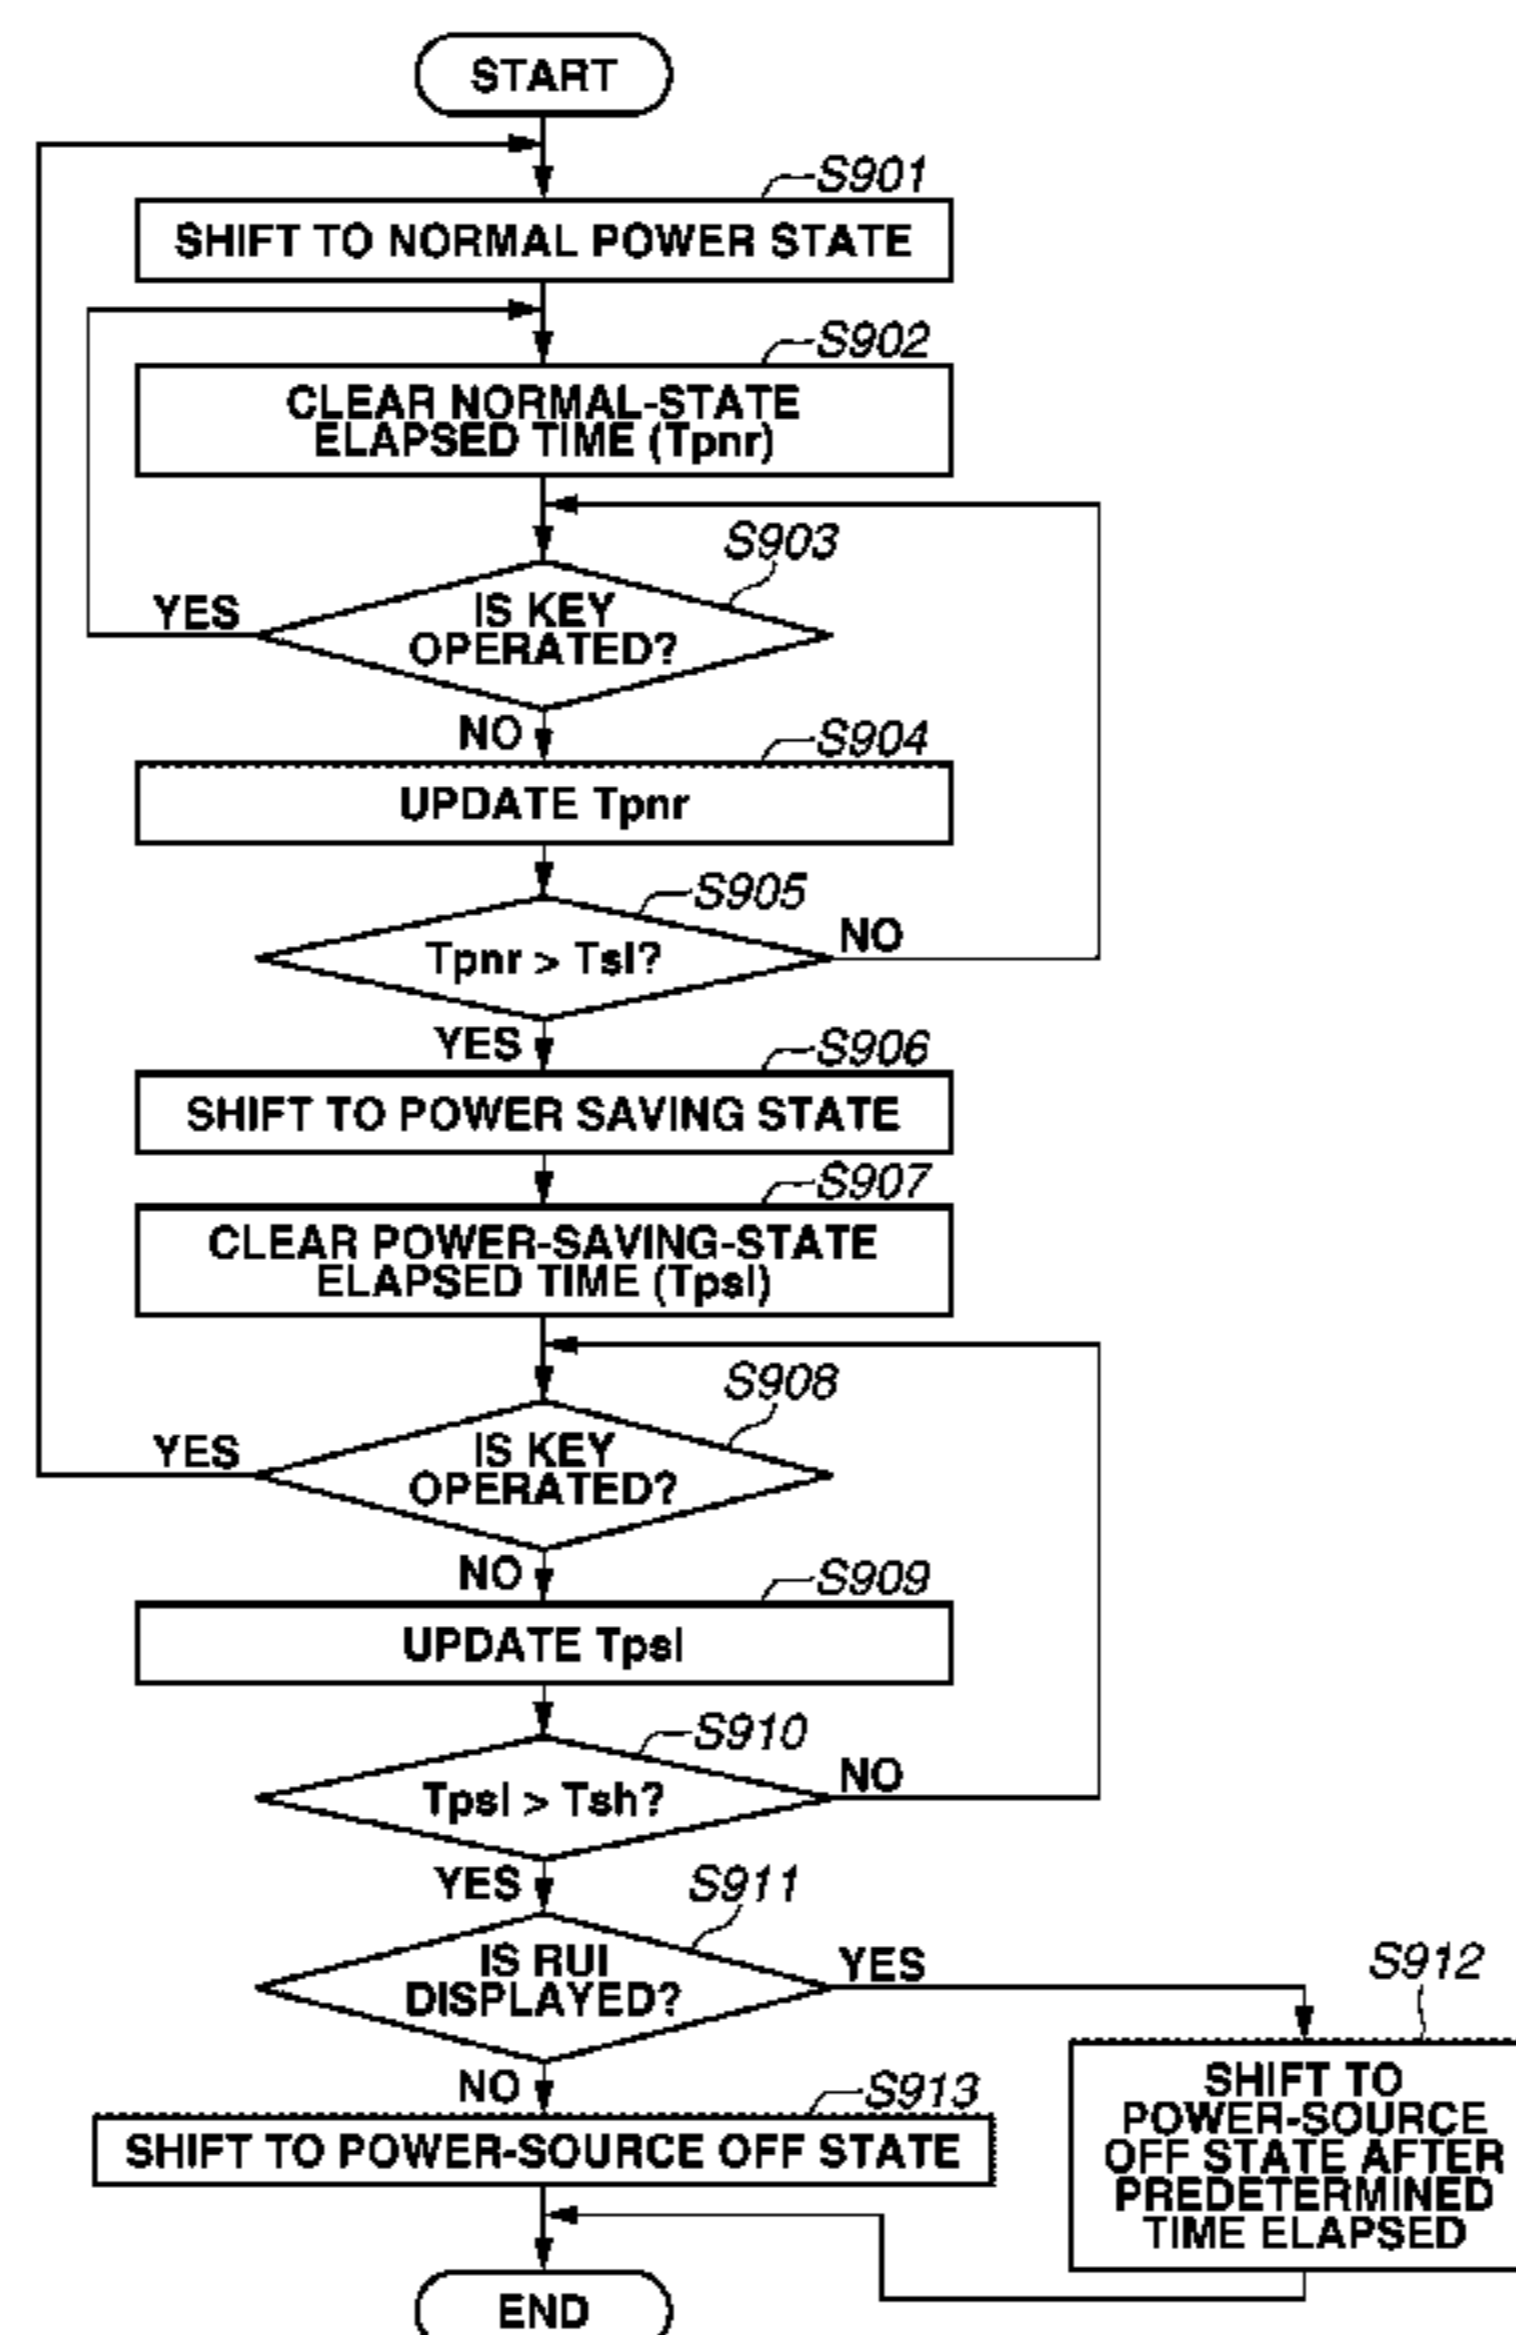 START
S901
SHIFT TO NORMAL POWER STATE
S902
CLEAR NORMAL-STATE
ELAPSED TIME (Tpnr)
S903
IS KEY
OPERATED?
YES
NO
S904
UPDATE Tpnr
S905
Tpnr > Tsl?
NO
YES
S906
SHIFT TO POWER SAVING STATE
S907
CLEAR POWER-SAVING-STATE
ELAPSED TIME (Tpsl)
S908
IS KEY
OPERATED?
YES
NO
S909
UPDATE Tpsl
S910
Tpsl > Tsh?
NO
YES
S911
IS RUI
DISPLAYED?
YES
NO
S912
SHIFT TO
POWER-SOURCE
OFF STATE AFTER
PREDETERMINED
TIME ELAPSED
S913
SHIFT TO POWER-SOURCE OFF STATE
END